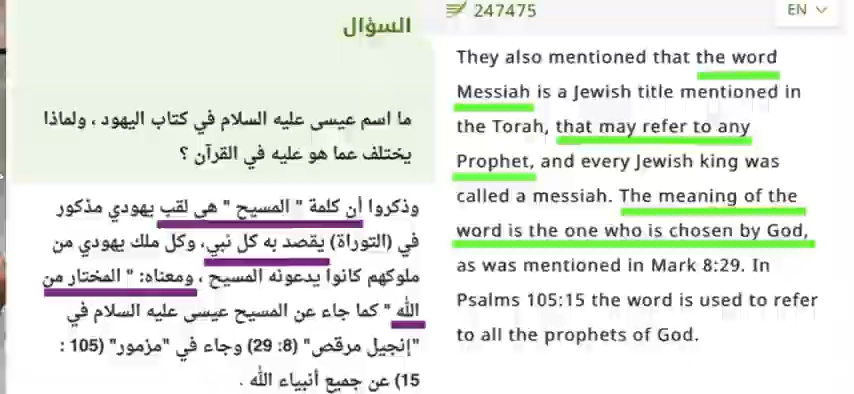 السؤال
ما اسم عيسى عليه السلام في كتاب اليهود ، ولماذا
يختلف عما هو عليه في القرآن ؟
وذكروا أن كلمة " المسيح " هي لقب يهودي مذكور
في (التوراة) يقصد به كل نبي، وكل ملك يهودي من
ملوكهم كانوا يدعونه المسيح ، ومعناه: " المختار من
الله " كما جاء عن المسيح عيسى عليه السلام في
"إنجيل مرقص" (8: 29) وجاء في "مزمور" (105 :
15) عن جميع أنبياء الله .
247475
EN
They also mentioned that the word
Messiah is a Jewish title mentioned in
the Torah, that may refer to any
Prophet, and every Jewish king was
called a messiah. The meaning of the
word is the one who is chosen by God,
as was mentioned in Mark 8:29. In
Psalms 105:15 the word is used to refer
to all the prophets of God.